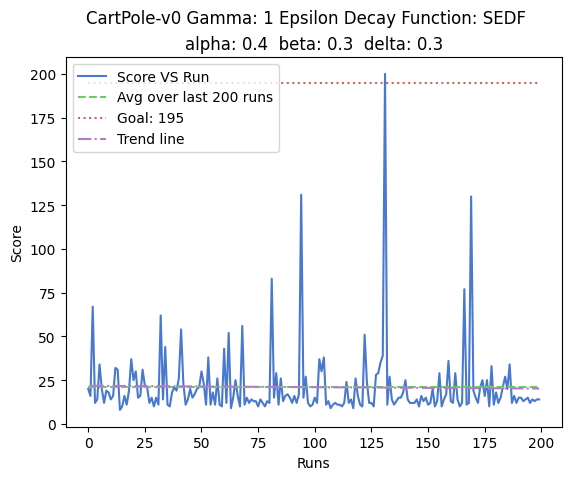 CartPole-v0 Gamma: 1 Epsilon Decay Function: SEDF
alpha: 0.4 beta: 0.3 delta: 0.3
Score VS Run
Avg over last 200 runs
Goal: 195
Trend line
200
175
150
125
100
75
50
25
0
Score
0
25
50
75
100
125
150
175
200
Runs